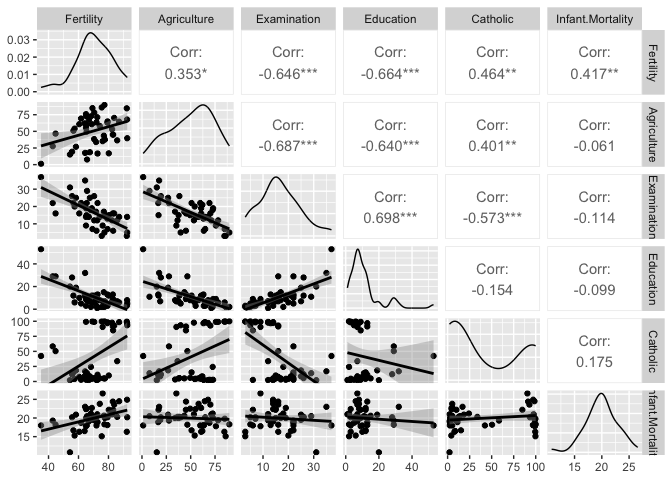 Fertility Agriculture Examination Education Catholic Infant.Mortality
0.03
0.02
0.01
0.00
Corr:
0.353*
Corr:
-0.646***
Corr:
-0.664***
Corr:
0.464**
Corr:
0.417**
Fertility
75
50
25
0
Corr:
-0.687***
Corr:
-0.640***
Corr:
0.401**
Corr:
-0.061
Agriculture
30
20
10
Corr:
0.698***
Corr:
-0.573***
Corr:
-0.114
Examination
40
20
0
Corr:
-0.154
Corr:
-0.099
Education
100
75
50
25
0
Corr:
0.175
Catholic
25
20
15
nfant.Mortalit
40 60 80
0 25 50 75
10 20 30
0 20 40
0 25 50 75 100
15 20 25